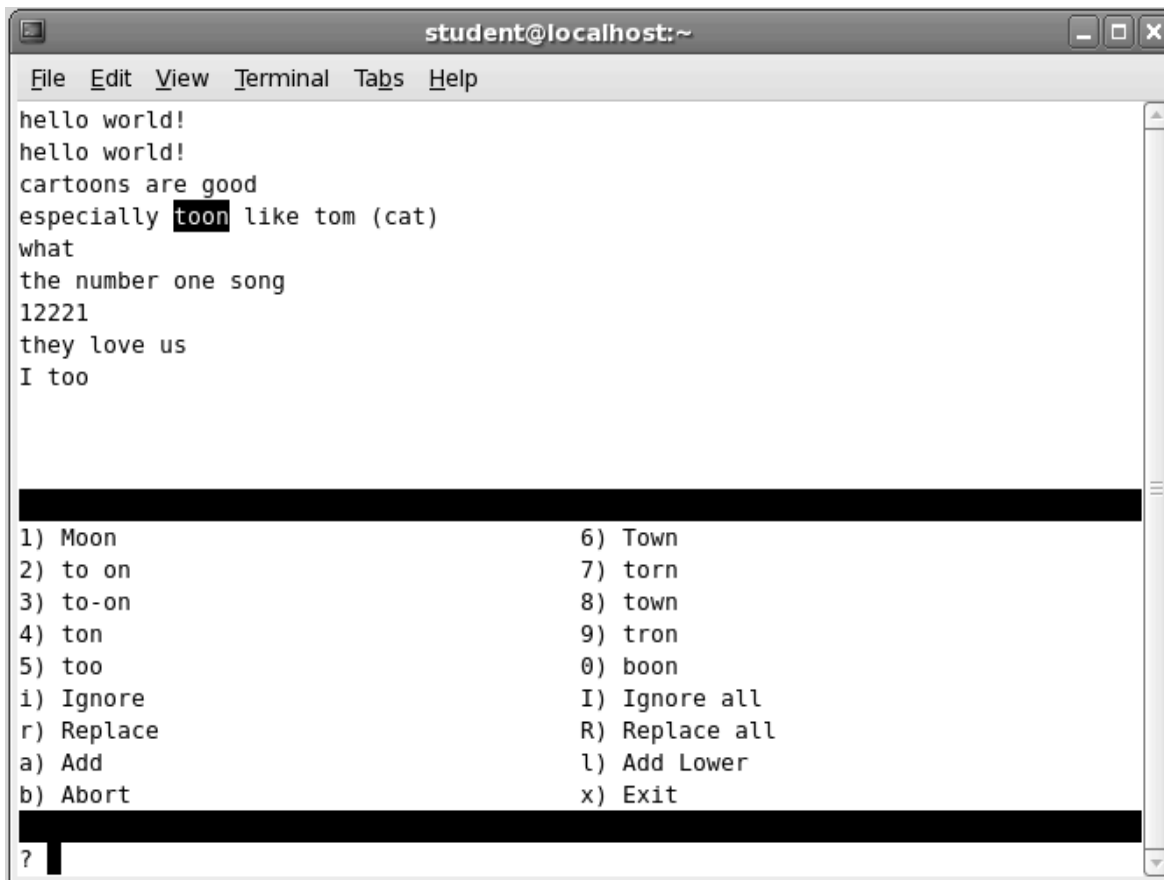 student@localhost:~
File Edit View Terminal Tabs Help
hello world!
hello world!
cartoons are good
especially toon like tom (cat)
what
the number one song
12221
they love us
I too
1) Moon 6) Town
2) to on 7) torn
3) to-on 8) town
4) ton 9) tron
5) too 0) boon
i) Ignore I) Ignore all
r) Replace R) Replace all
a) Add l) Add Lower
b) Abort x) Exit
?